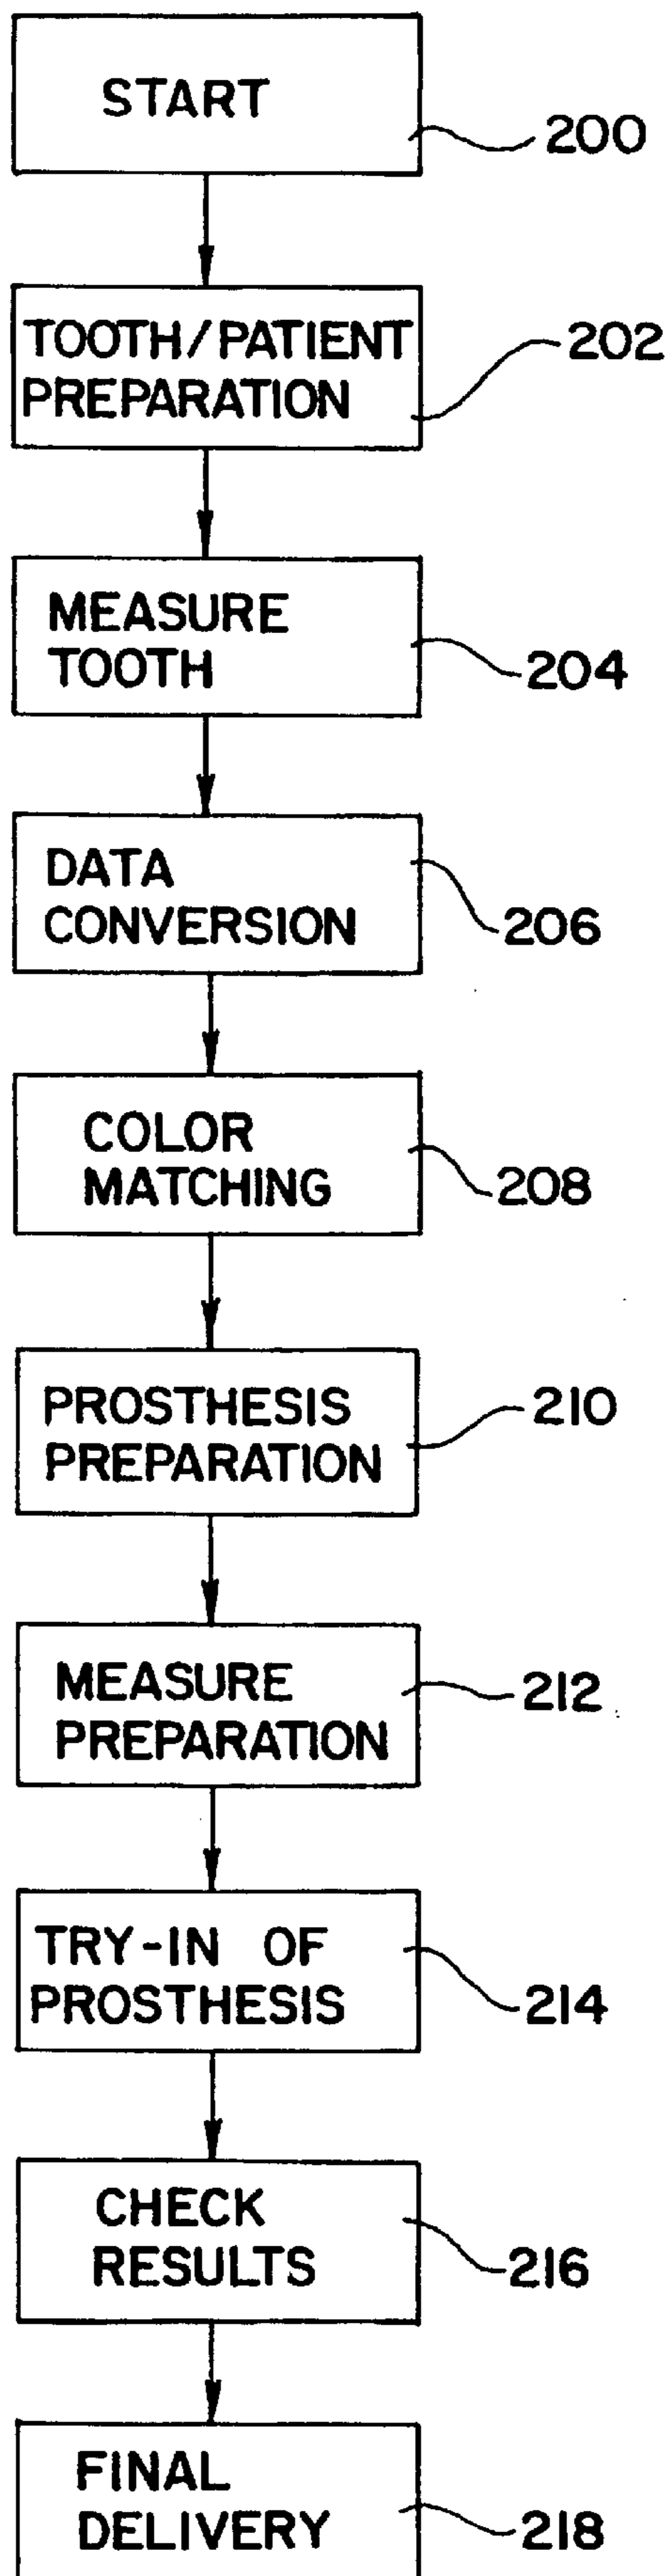 START
200
TOOTH/PATIENT
PREPARATION
202
MEASURE
TOOTH
204
DATA
CONVERSION
206
COLOR
MATCHING
208
PROSTHESIS
PREPARATION
210
MEASURE
PREPARATION
212
TRY-IN OF
PROSTHESIS
214
CHECK
RESULTS
216
FINAL
DELIVERY
218